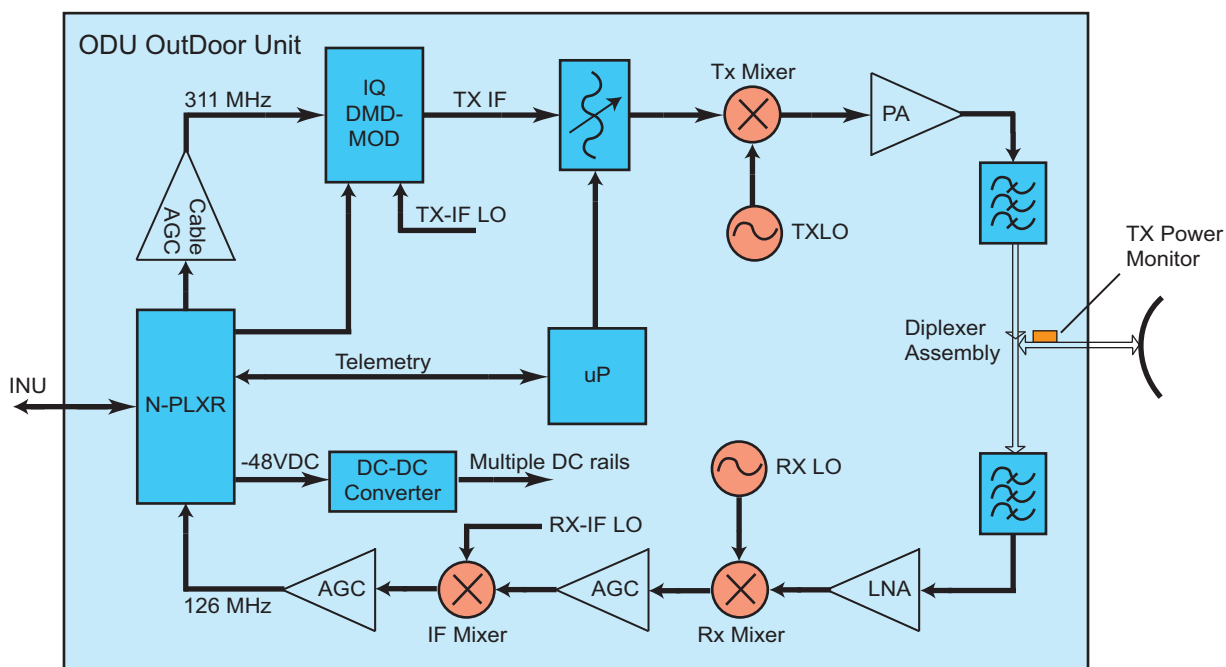 ODU OutDoor Unit
311 MHz
IQ
DMD-
MOD
TX IF
Tx Mixer
PA
Cable
AGC
TX-IF LO
TXLO
TX Power
Monitor
Diplexer
Assembly
INU
N-PLXR
Telemetry
uP
-48VDC
DC-DC
Converter
Multiple DC rails
RX LO
RX-IF LO
126 MHz
AGC
IF Mixer
AGC
Rx Mixer
LNA